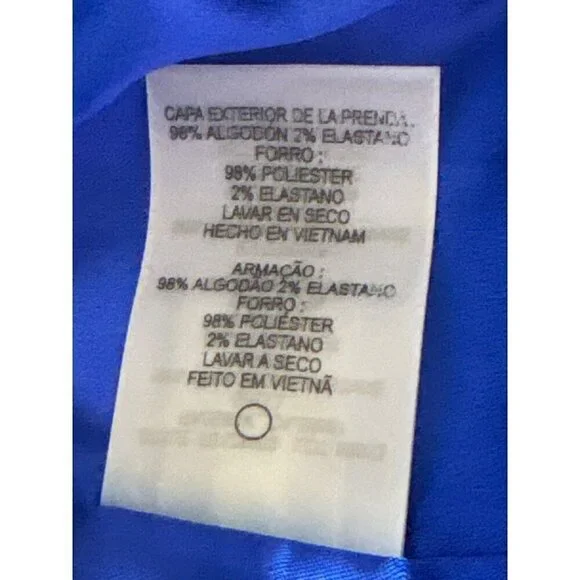 CAPA EXTERIOR DE LA PRENDA:
98% ALGODÓN 2% ELASTANO
FORRO :
98% POLIESTER
2% ELASTANO
LAVAR EN SECO
HECHO EN VIETNAM
ARMAÇÃO :
98% ALGODÃO 2% ELASTANO
FORRO :
98% POLIÉSTER
2% ELASTANO
LAVAR A SECO
FEITO EM VIETNÃ